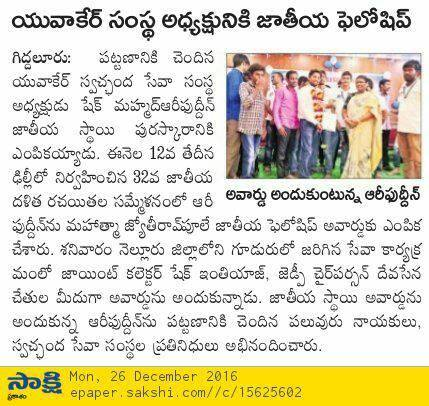 యువాకేర్ సంస్థ అధ్యక్షునికి జాతీయ ఫెలోషిప్
గిద్దలూరు: పట్టణానికి చెందిన
యువాకేర్ స్వచ్ఛంద సేవా సంస్థ
అధ్యక్షుడు షేక్ మహ్మద్ఆరీఫుద్దీన్
జాతీయ స్థాయి పురస్కారానికి
ఎంపికయ్యాడు. ఈనెల 12వ తేదీన
ఢిల్లీలో నిర్వహించిన 32వ జాతీయ
దళిత రచయితల సమ్మేళనంలో ఆరీ
ఫుద్దీన్‌ను మహాత్మా జ్యోతీరామ్‌పూలే జాతీయ ఫెలోషిప్ అవార్డుకు ఎంపిక
చేశారు. శనివారం నెల్లూరు జిల్లాలోని గూడురులో జరిగిన సేవా కార్యక్ర
మంలో జాయింట్ కలెక్టర్ షేక్ ఇంతియాజ్, జెడ్పీ చైర్‌పర్సన్ దేవసేన
చేతుల మీదుగా అవార్డును అందుకున్నాడు. జాతీయ స్థాయి అవార్డును
అందుకున్న ఆరీఫుద్దీన్‌ను పట్టణానికి చెందిన పలువురు నాయకులు,
స్వచ్ఛంద సేవా సంస్థల ప్రతినిధులు అభినందించారు.
అవార్డు అందుకుంటున్న ఆరీఫుద్దీన్
సాక్షి
ప్రకాశం
Mon, 26 December 2016
epaper.sakshi.com//c/15625602